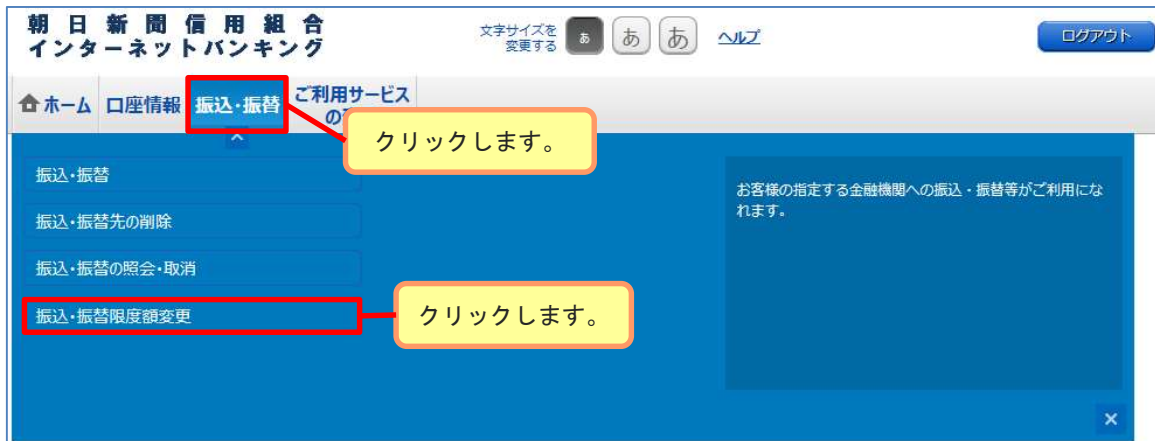 朝日新聞信用組合
インターネットバンキング
文字サイズを
変更する
あ
あ
あ
ヘルプ
ログアウト
ホーム
口座情報
振込・振替
ご利用サービス
の
クリックします。
振込・振替
お客様の指定する金融機関への振込・振替等がご利用にな
れます。
振込・振替先の削除
振込・振替の照会・取消
振込・振替限度額変更
クリックします。
×